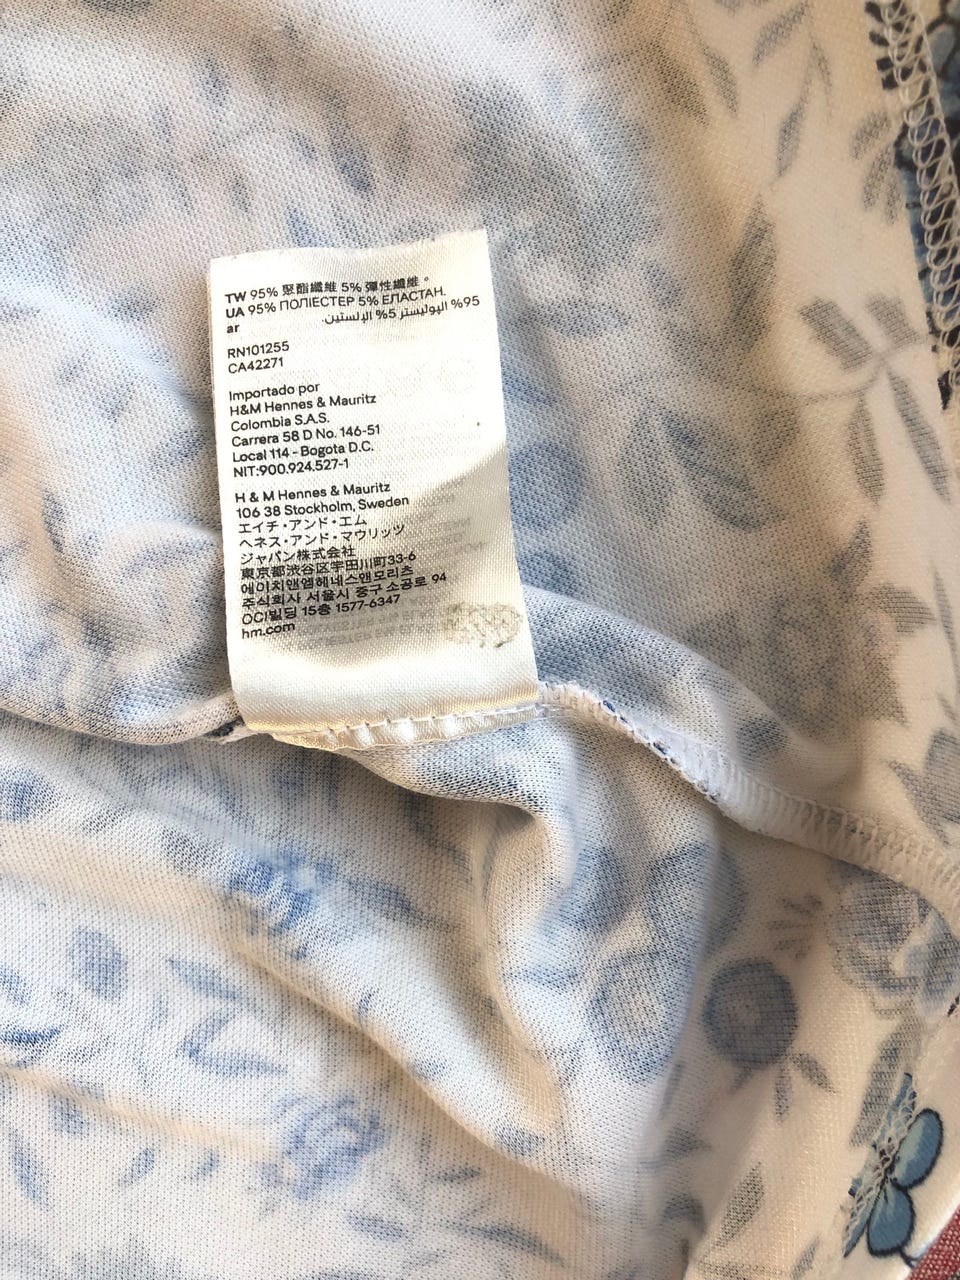 TW 95% 聚酯纖維 5% 彈性纖維。
UA 95% ПОЛІЕСТЕР 5% ЕЛАСТАН.
ar 95% البوليستر 5% الإلستين.
RN101255
CA42271
Importado por
H&M Hennes & Mauritz
Colombia S.A.S.
Carrera 58 D No. 146-51
Local 114 - Bogota D.C.
NIT:900.924.527-1
H & M Hennes & Mauritz
106 38 Stockholm, Sweden
エイチ・アンド・エム
ヘネス・アンド・マウリッツ
ジャパン株式会社
東京都渋谷区宇田川町33-6
에이치앤엠헤네스앤모리츠
주식회사 서울시 중구 소공로 94
OCI빌딩 15층 1577-6347
hm.com